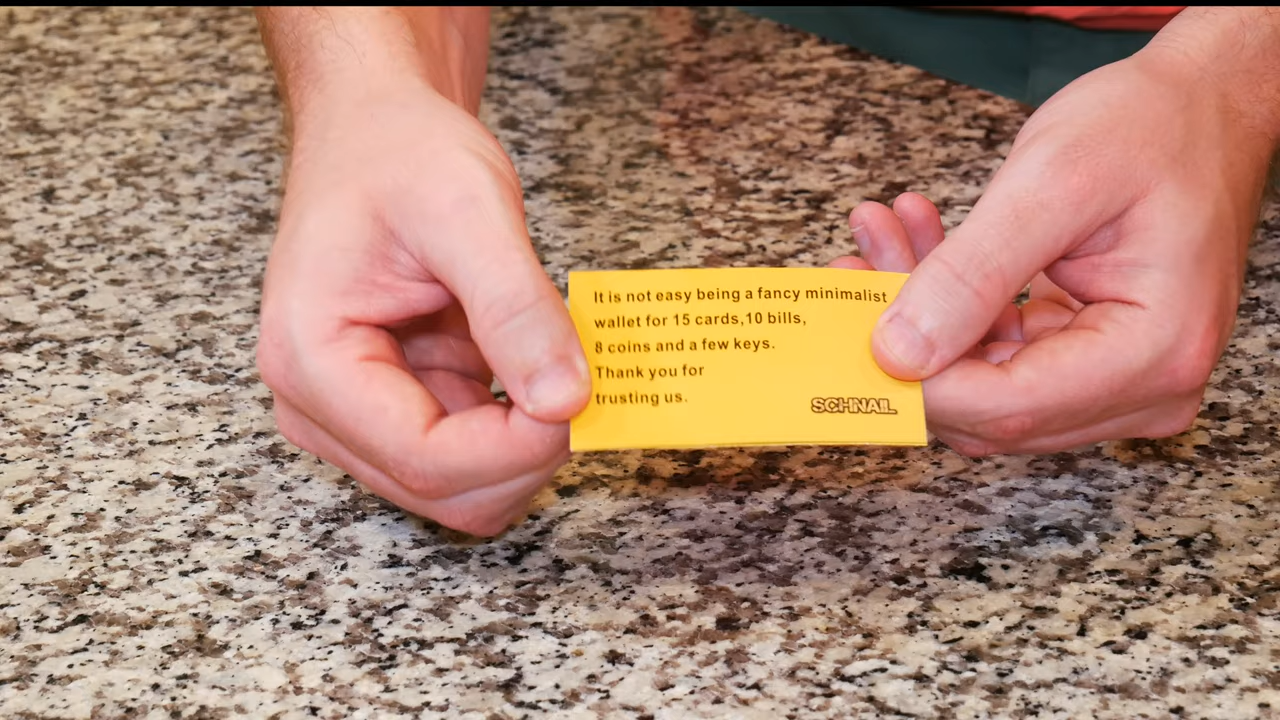 It is not easy being a fancy minimalist
wallet for 15 cards,10 bills,
8 coins and a few keys.
Thank you for
trusting us.
SCHNAIL